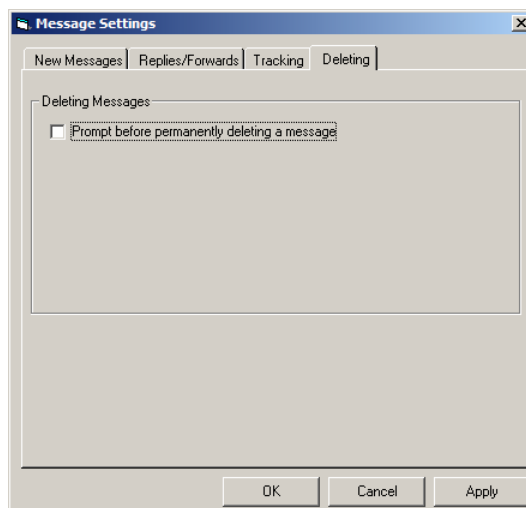 Message Settings
New Messages Replies/Forwards Tracking Deleting
Deleting Messages
Prompt before permanently deleting a message
OK Cancel Apply